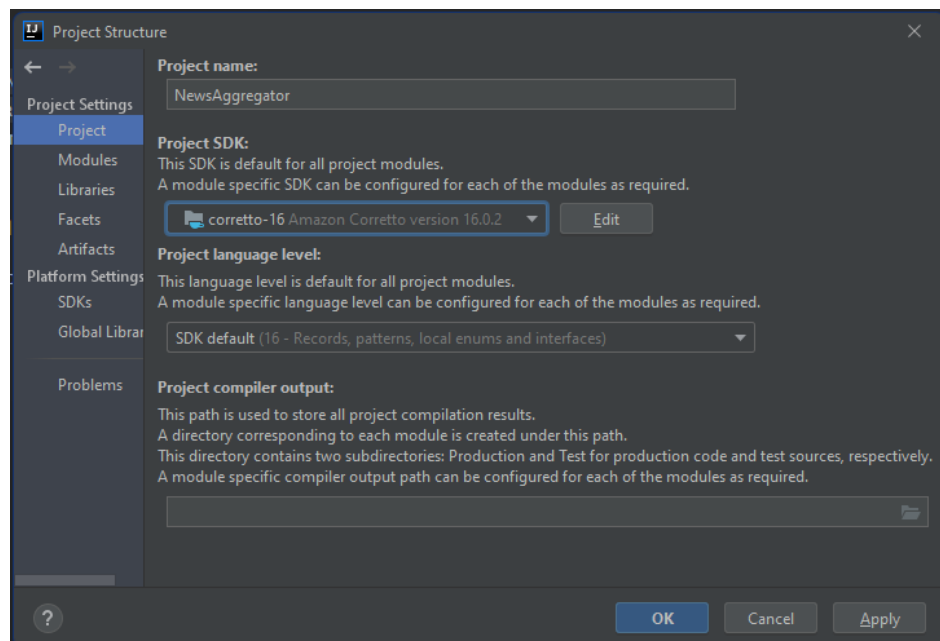 Project Structure
Project Settings
Project
Modules
Libraries
Facets
Artifacts
Platform Settings
SDKs
Global Librar
Problems
Project name:
NewsAggregator
Project SDK:
This SDK is default for all project modules.
A module specific SDK can be configured for each of the modules as required.
corretto-16 Amazon Corretto version 16.0.2
Edit
Project language level:
This language level is default for all project modules.
A module specific language level can be configured for each of the modules as required.
SDK default (16 - Records, patterns, local enums and interfaces)
Project compiler output:
This path is used to store all project compilation results.
A directory corresponding to each module is created under this path.
This directory contains two subdirectories: Production and Test for production code and test sources, respectively.
A module specific compiler output path can be configured for each of the modules as required.
?
OK
Cancel
Apply